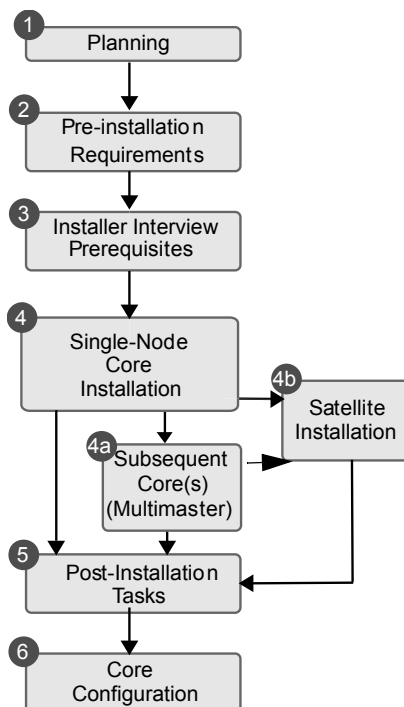 1
Planning
2
Pre-installation
Requirements
3
Installer Interview
Prerequisites
4
Single-Node
Core
Installation
4b
Satellite
Installation
4a
Subsequent
Core(s)
(Multimaster)
5
Post-Installation
Tasks
6
Core
Configuration